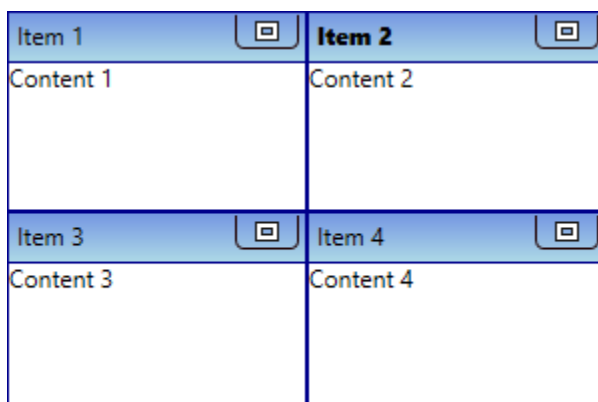 Item 1
Item 2
Content 1
Content 2
Item 3
Item 4
Content 3
Content 4